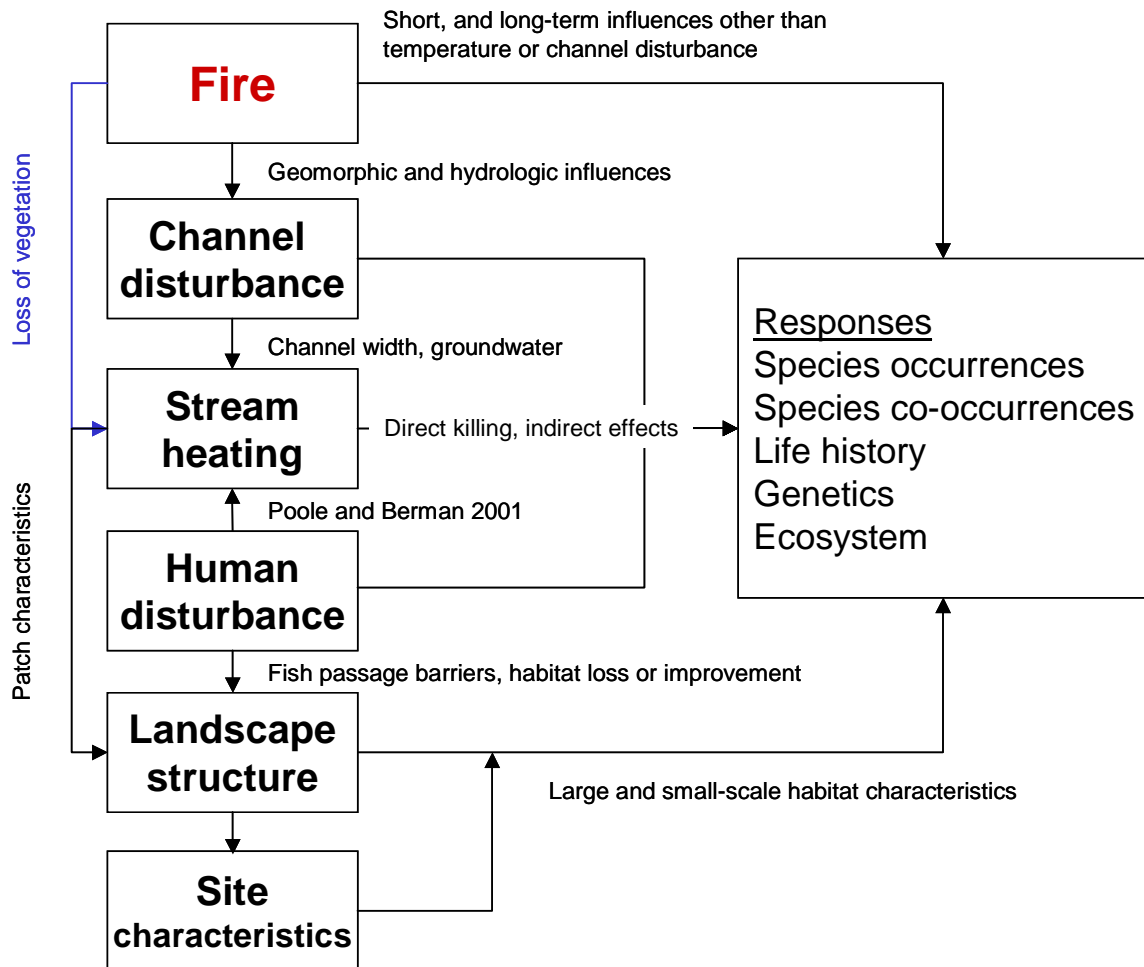 Short, and long-term influences other than
temperature or channel disturbance
Fire
Loss of vegetation
Geomorphic and hydrologic influences
Channel
disturbance
Channel width, groundwater
Stream
heating
Direct killing, indirect effects
Responses
Species occurrences
Species co-occurrences
Life history
Genetics
Ecosystem
Poole and Berman 2001
Patch characteristics
Human
disturbance
Fish passage barriers, habitat loss or improvement
Landscape
structure
Large and small-scale habitat characteristics
Site
characteristics